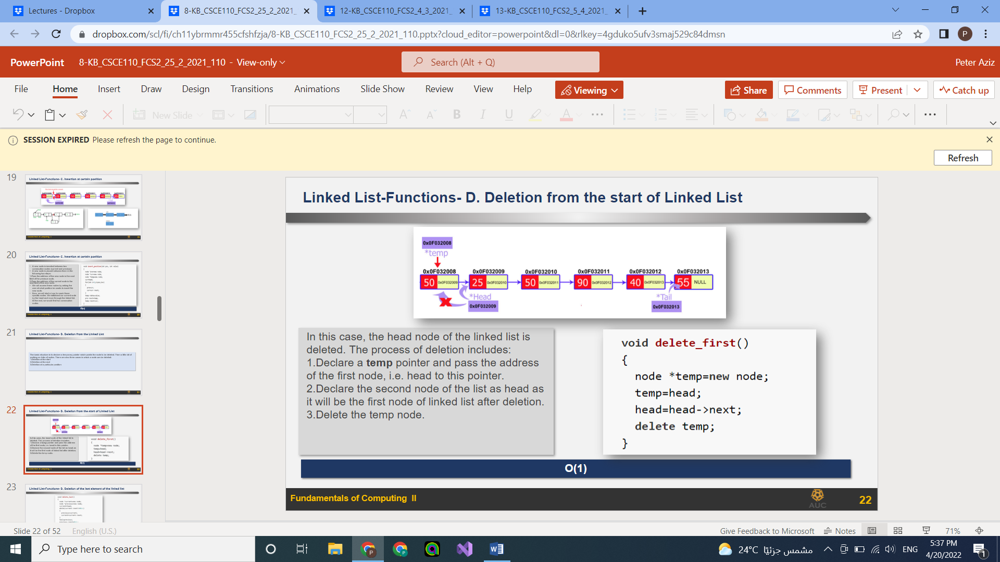 Lectures - Dropbox
8-KB_CSCE110_FCS2_25_2_2021_
12-KB_CSCE110_FCS2_4_3_2021_
13-KB_CSCE110_FCS2_5_4_2021_
dropbox.com/scl/fi/ch11ybrmmr455cfshfzja/8-KB_CSCE110_FCS2_25_2_2021_110.pptx?cloud_editor=powerpoint&dl=0&rlkey=4gduko5ufv3smaj529c84dmsn
P
PowerPoint 8-KB_CSCE110_FCS2_25_2_2021_110 - View-only
Search (Alt + Q)
Peter Aziz
File Home Insert Draw Design Transitions Animations Slide Show Review View Help
Viewing
Share
Comments
Present
Catch up
New Slide
SESSION EXPIRED Please refresh the page to continue.
Refresh
19
Linked List-Functions- C. Insertion at certain position
20
Linked List-Functions- C. Insertion at certain position
21
Linked List-Functions- D. Deletion from the Linked List
22
Linked List-Functions- D. Deletion from the start of Linked List
23
Linked List-Functions- D. Deletion of the last element of the linked list
Linked List-Functions- D. Deletion from the start of Linked List
0x0F032008
*temp
0x0F032008 0x0F032009 0x0F032010 0x0F032011 0x0F032012 0x0F032013
50 0x0F032009 25 0x0F032010 50 0x0F032011 90 0x0F032012 40 0x0F032013 55 NULL
*Head
0x0F032009
*Tail
0x0F032013
In this case, the head node of the linked list is
deleted. The process of deletion includes:
1.Declare a temp pointer and pass the address
of the first node, i.e. head to this pointer.
2.Declare the second node of the list as head as
it will be the first node of linked list after deletion.
3.Delete the temp node.
void delete_first()
{
node *temp=new node;
temp=head;
head=head->next;
delete temp;
}
O(1)
Fundamentals of Computing II
AUC
22
Slide 22 of 52
English (U.S.)
Give Feedback to Microsoft
Notes
71%
Type here to search
24°C مشمس جزئيًا
ENG
5:37 PM
4/20/2022
1